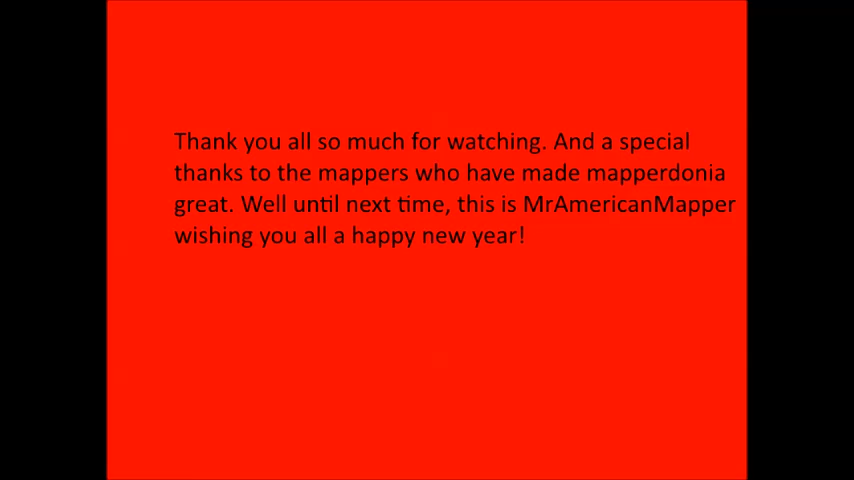 Thank you all so much for watching. And a special
thanks to the mappers who have made mapperdonia
great. Well until next time, this is MrAmericanMapper
wishing you all a happy new year!